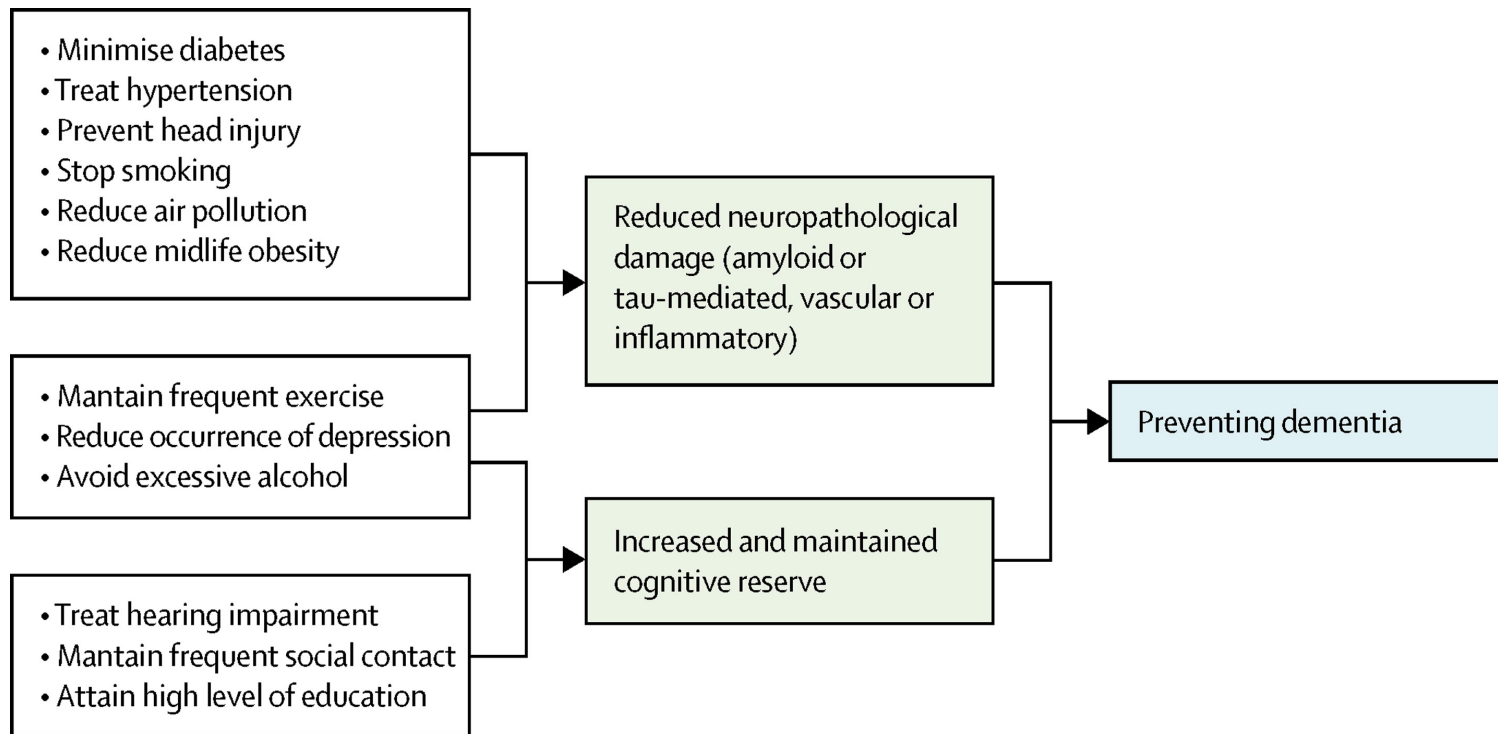 • Minimise diabetes
• Treat hypertension
• Prevent head injury
• Stop smoking
• Reduce air pollution
• Reduce midlife obesity
• Mantain frequent exercise
• Reduce occurrence of depression
• Avoid excessive alcohol
• Treat hearing impairment
• Mantain frequent social contact
• Attain high level of education
Reduced neuropathological
damage (amyloid or
tau-mediated, vascular or
inflammatory)
Increased and maintained
cognitive reserve
Preventing dementia